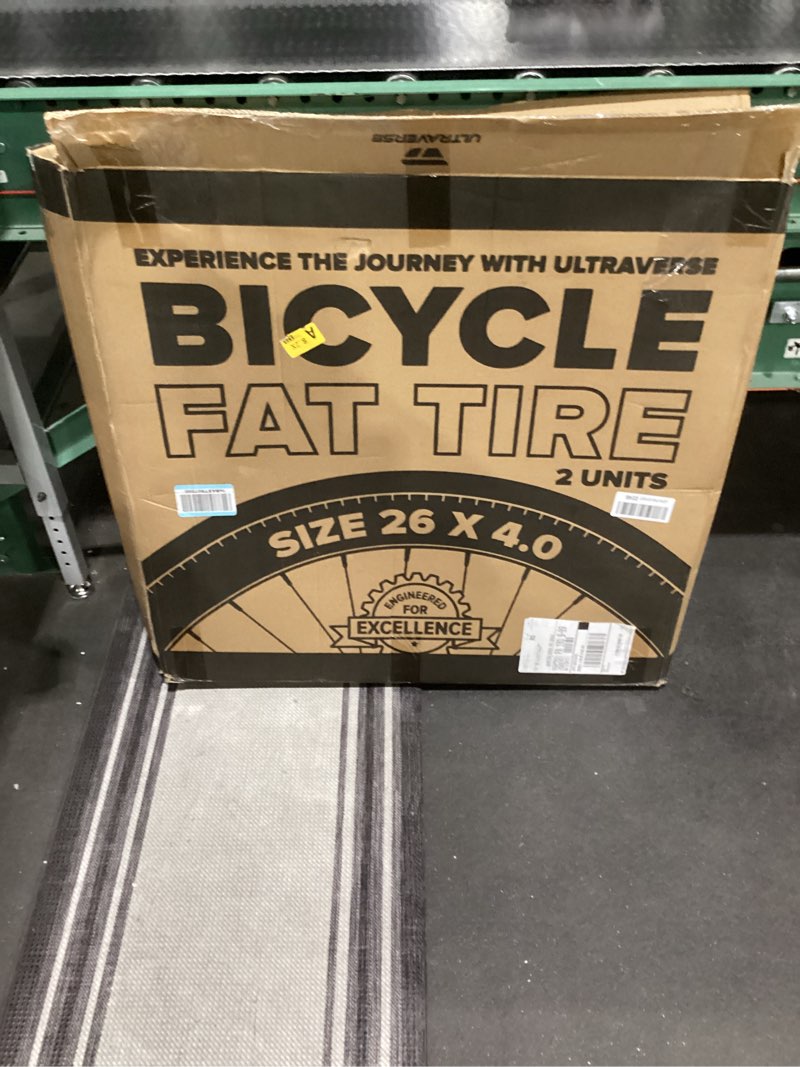 ULTRAVERSE
EXPERIENCE THE JOURNEY WITH ULTRAVERSE
BICYCLE
A
FAT TIRE
2 UNITS
SIZE 26 X 4.0
ENGINEERED
FOR
EXCELLENCE